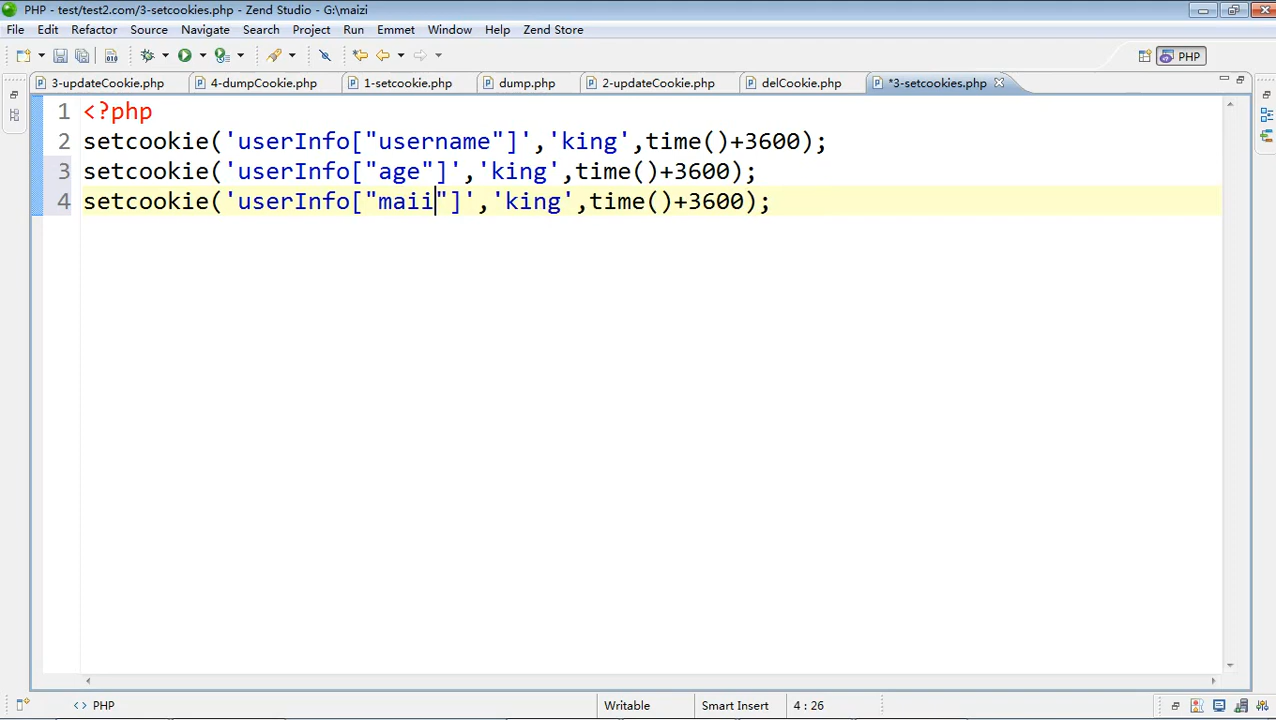 PHP - test/test2.com/3-setcookies.php - Zend Studio - G:\maizi
File Edit Refactor Source Navigate Search Project Run Emmet Window Help Zend Store
PHP
3-updateCookie.php 4-dumpCookie.php 1-setcookie.php dump.php 2-updateCookie.php delCookie.php *3-setcookies.php
1 <?php
2 setcookie('userInfo["username"]','king',time()+3600);
3 setcookie('userInfo["age"]','king',time()+3600);
4 setcookie('userInfo["maii"]','king',time()+3600);
<> PHP Writable Smart Insert 4 : 26